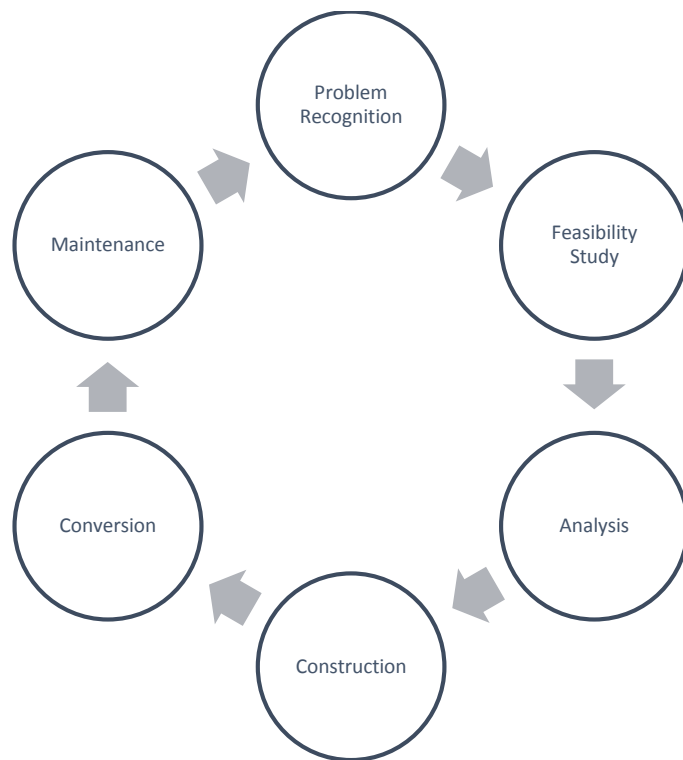 Problem
Recognition
Feasibility
Study
Analysis
Construction
Conversion
Maintenance